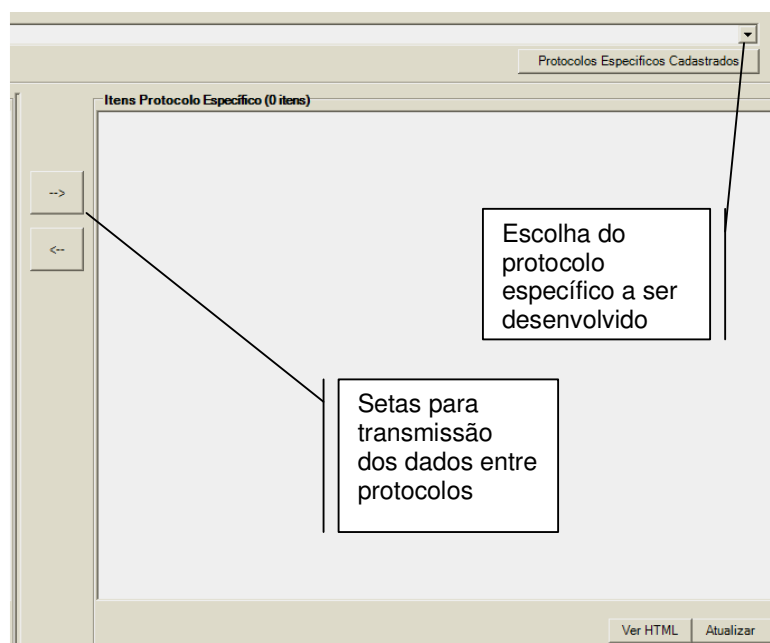 Protocolos Especificos Cadastrados
Itens Protocolo Específico (0 itens)
-->
<--
Escolha do
protocolo
específico a ser
desenvolvido
Setas para
transmissão
dos dados entre
protocolos
Ver HTML
Atualizar